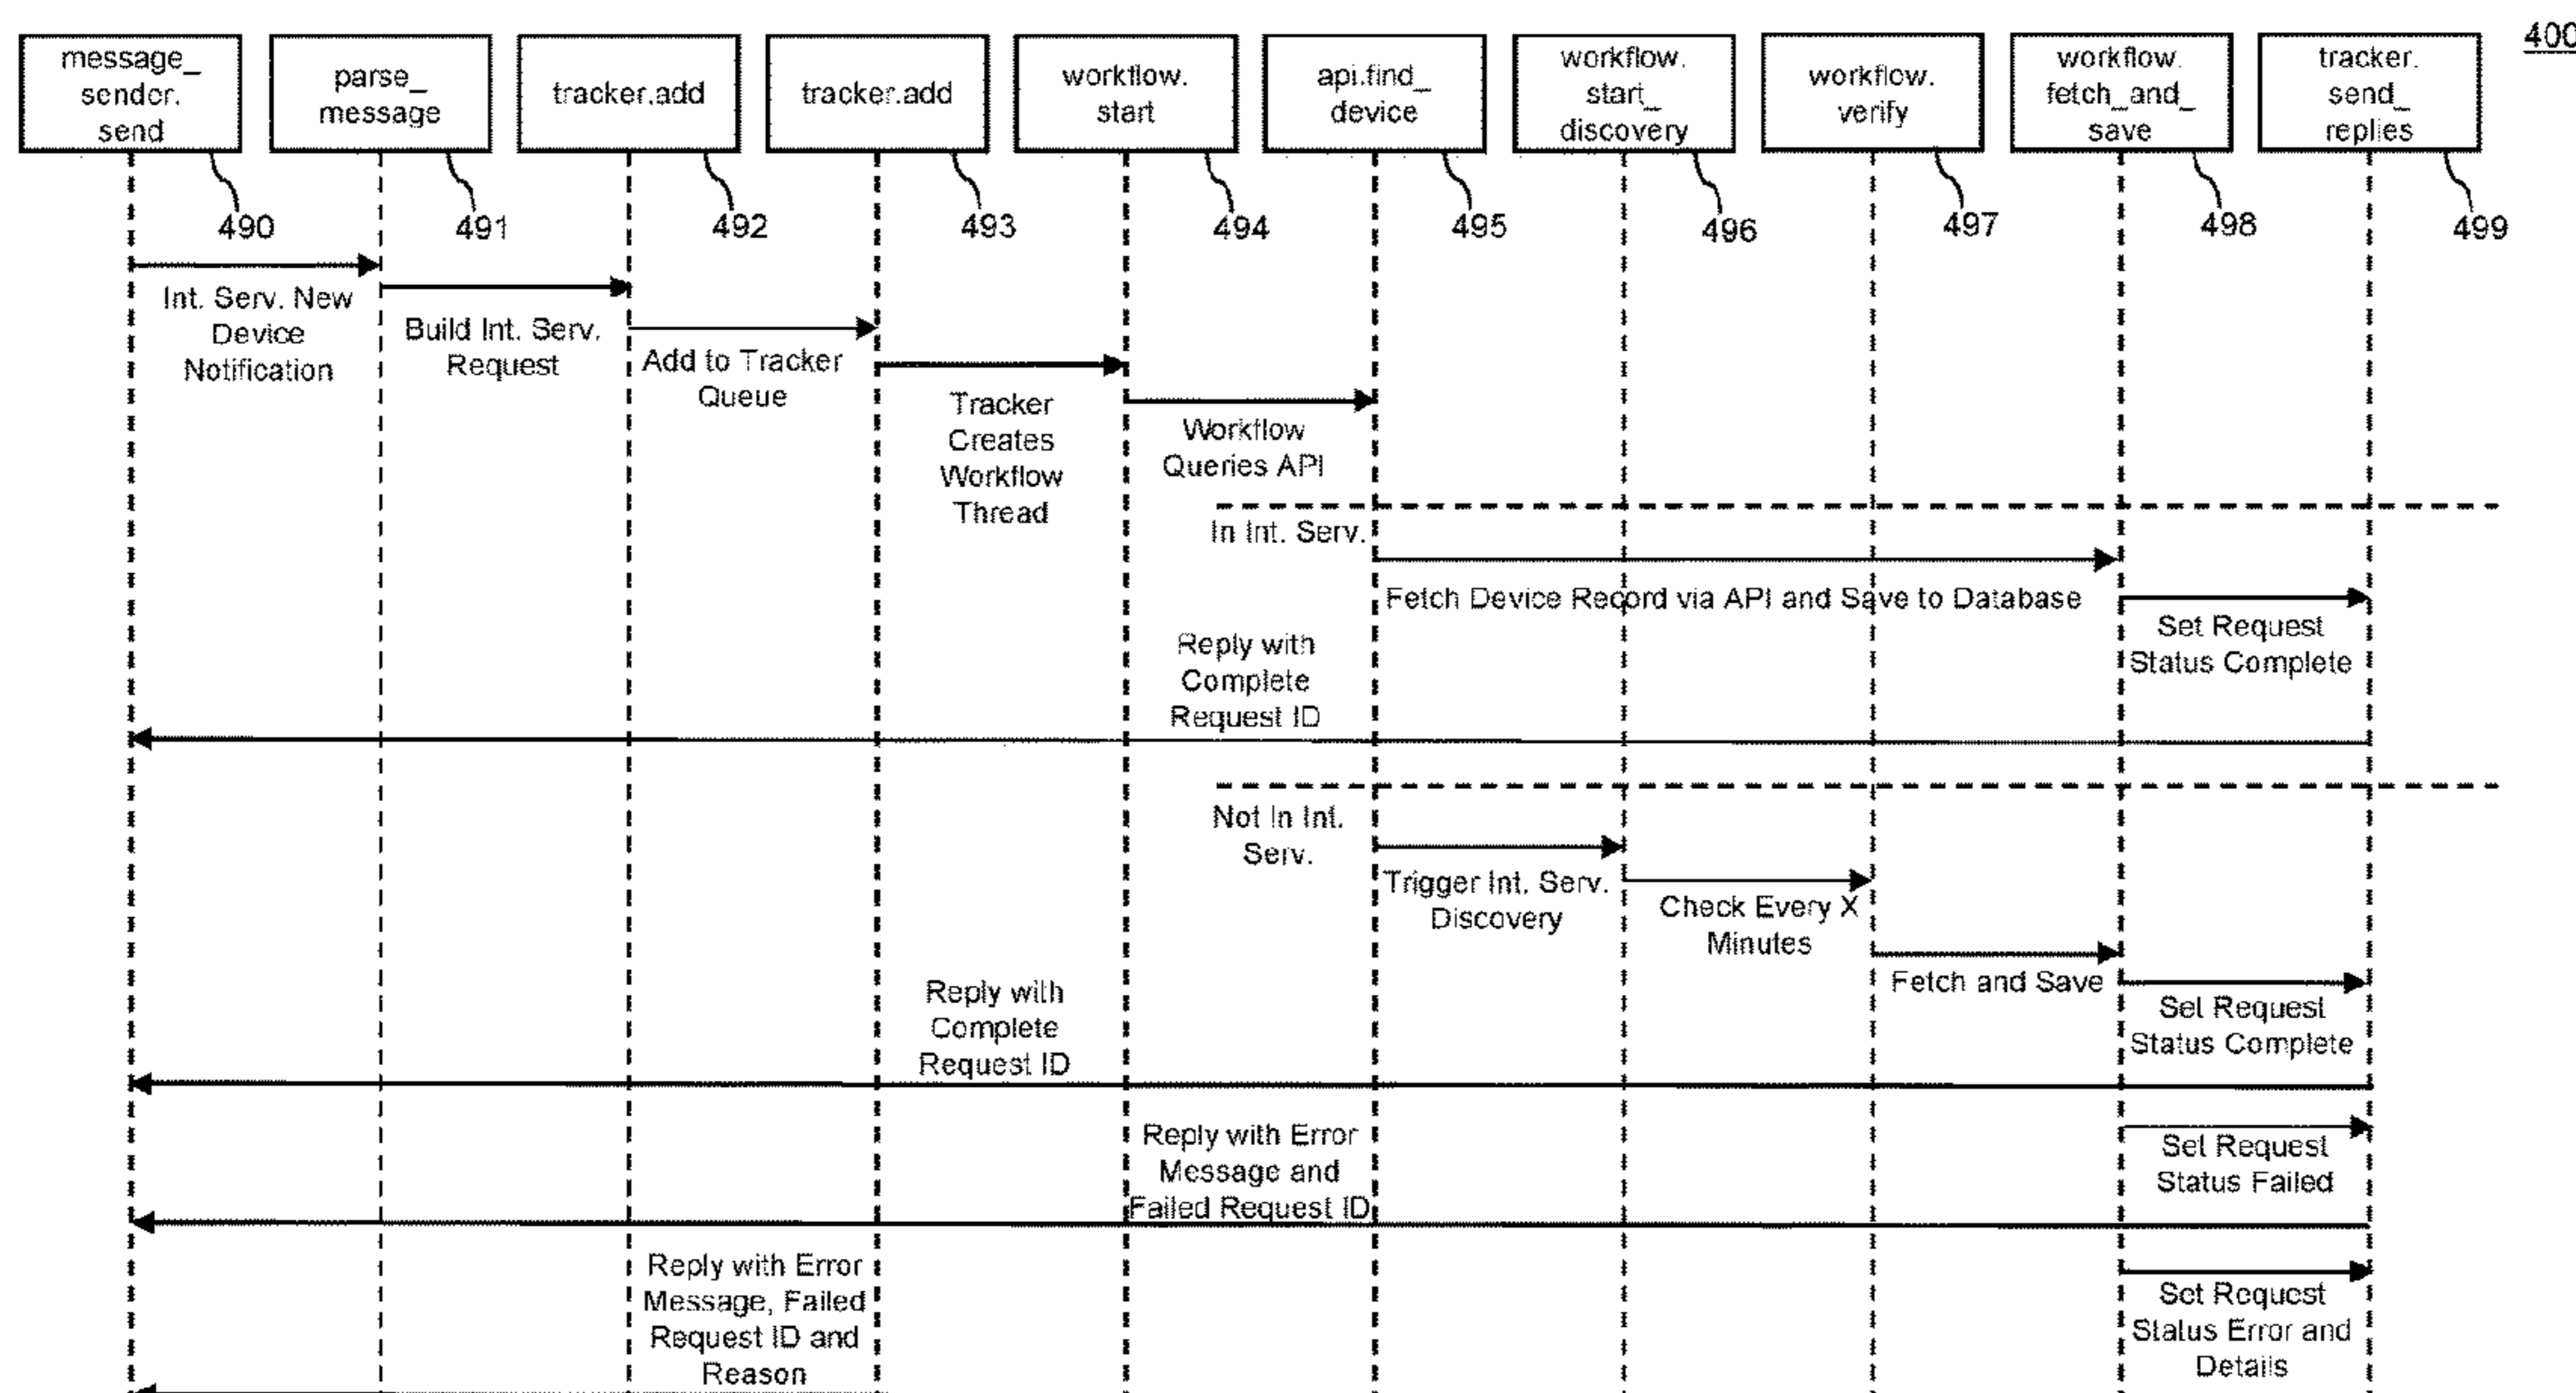 400
message_
sender.
send
parse_
message
tracker.add
tracker.add
workflow.
start
api.find_
device
workflow.
start_
discovery
workflow.
verify
workflow.
fetch_and_
save
tracker.
send_
replies
490
491
492
493
494
495
496
497
498
499
Int. Serv. New
Device
Notification
Build Int. Serv.
Request
Add to Tracker
Queue
Tracker
Creates
Workflow
Thread
Workflow
Queries API
In Int. Serv.
Fetch Device Record via API and Save to Database
Set Request
Status Complete
Reply with
Complete
Request ID
Not In Int.
Serv.
Trigger Int. Serv.
Discovery
Check Every X
Minutes
Fetch and Save
Set Request
Status Complete
Reply with
Complete
Request ID
Set Request
Status Failed
Reply with Error
Message and
Failed Request ID
Set Request
Status Error and
Details
Reply with Error
Message, Failed
Request ID and
Reason